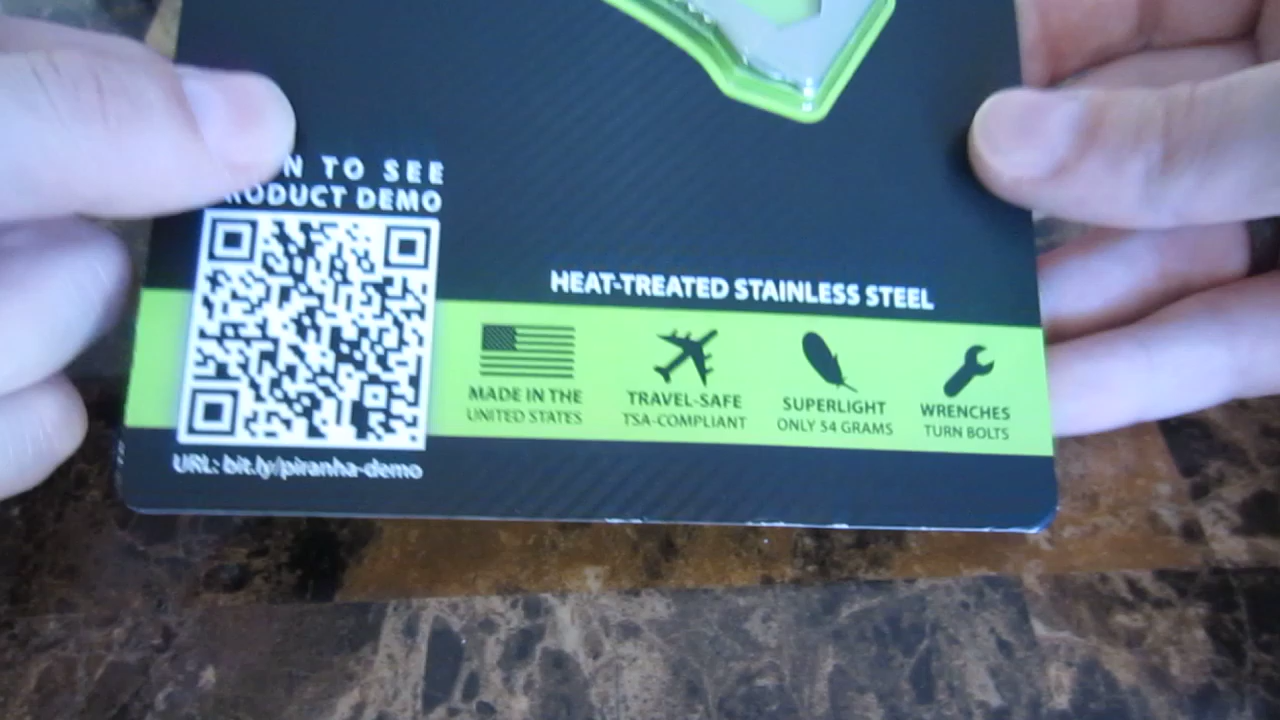 N TO SEE
RODUCT DEMO
HEAT-TREATED STAINLESS STEEL
MADE IN THE
UNITED STATES
TRAVEL-SAFE
TSA-COMPLIANT
SUPERLIGHT
ONLY 54 GRAMS
WRENCHES
TURN BOLTS
URL: bit.ly/piranha-demo